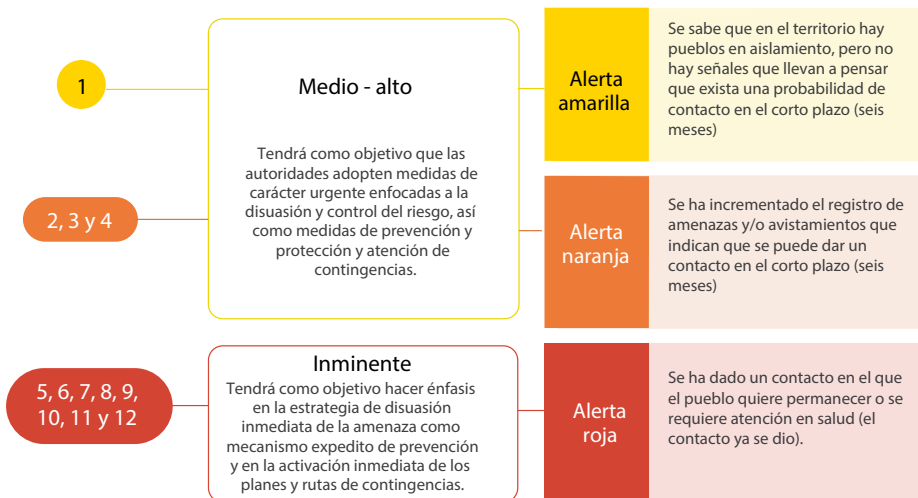 1
Medio - alto
Tendrá como objetivo que las
autoridades adopten medidas de
carácter urgente enfocadas a la
disuasión y control del riesgo, así
como medidas de prevención y
protección y atención de
contingencias.
Alerta
amarilla
Se sabe que en el territorio hay
pueblos en aislamiento, pero no
hay señales que llevan a pensar
que exista una probabilidad de
contacto en el corto plazo (seis
meses)
2, 3 y 4
Alerta
naranja
Se ha incrementado el registro de
amenazas y/o avistamientos que
indican que se puede dar un
contacto en el corto plazo (seis
meses)
5, 6, 7, 8, 9,
10, 11 y 12
Inminente
Tendrá como objetivo hacer énfasis
en la estrategia de disuasión
inmediata de la amenaza como
mecanismo expedito de prevención
y en la activación inmediata de los
planes y rutas de contingencias.
Alerta
roja
Se ha dado un contacto en el que
el pueblo quiere permanecer o se
requiere atención en salud (el
contacto ya se dio).